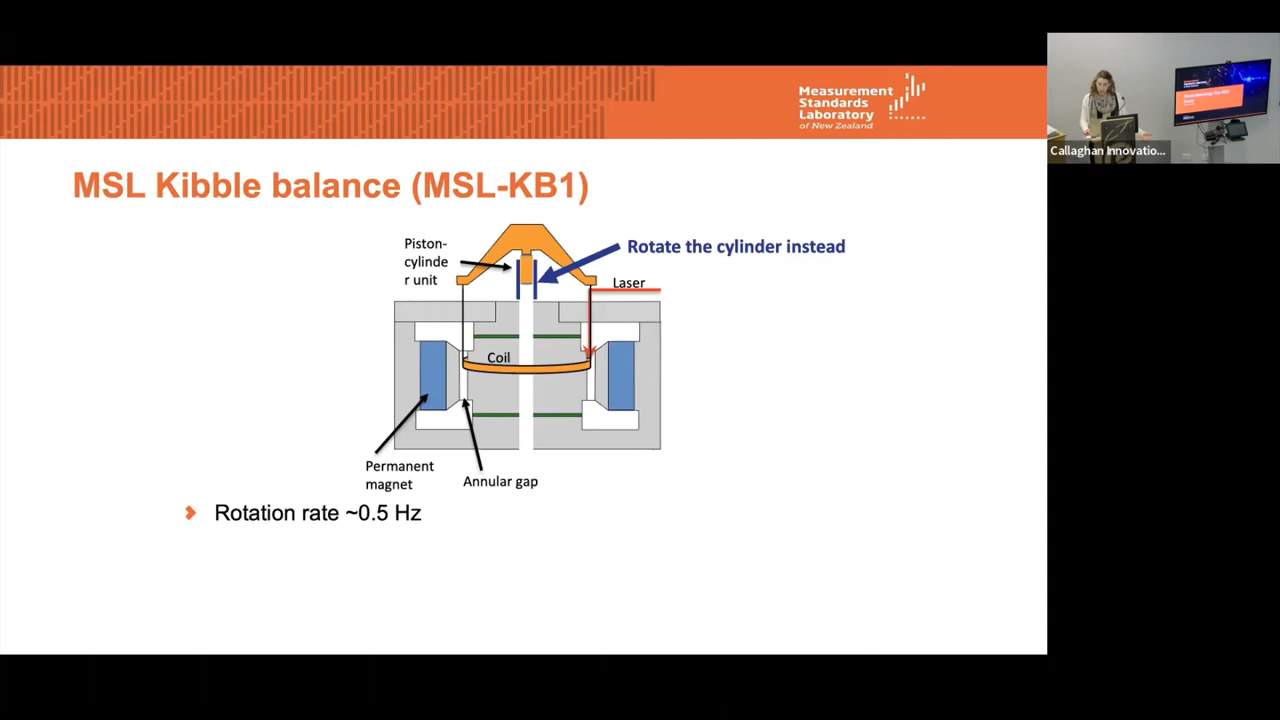 Measurement
Standards
Laboratory
of New Zealand
Callaghan Innovatio...
MSL Kibble balance (MSL-KB1)
Piston-
cylinde
r unit
Rotate the cylinder instead
Laser
Coil
Permanent
magnet
Annular gap
Rotation rate ~0.5 Hz